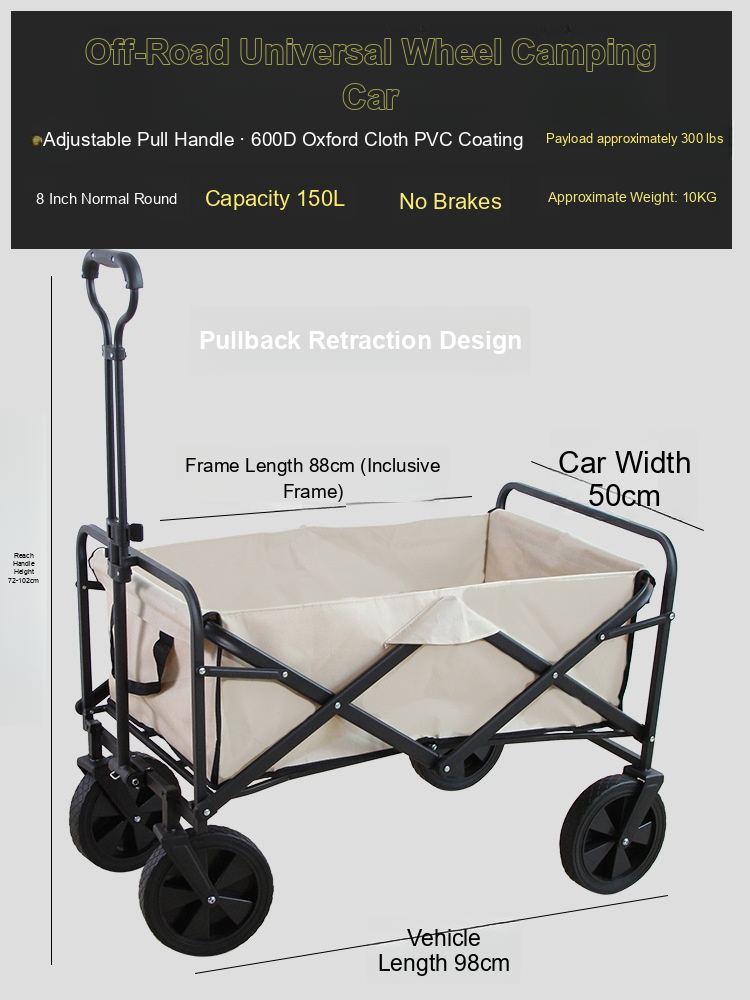 Off-Road Universal Wheel Camping
Car
Adjustable Pull Handle · 600D Oxford Cloth PVC Coating
Payload approximately 300 lbs
8 Inch Normal Round
Capacity 150L
No Brakes
Approximate Weight: 10KG
Pullback Retraction Design
Frame Length 88cm (Inclusive
Frame)
Car Width
50cm
Reach
Handle
Height
72-102cm
Vehicle
Length 98cm